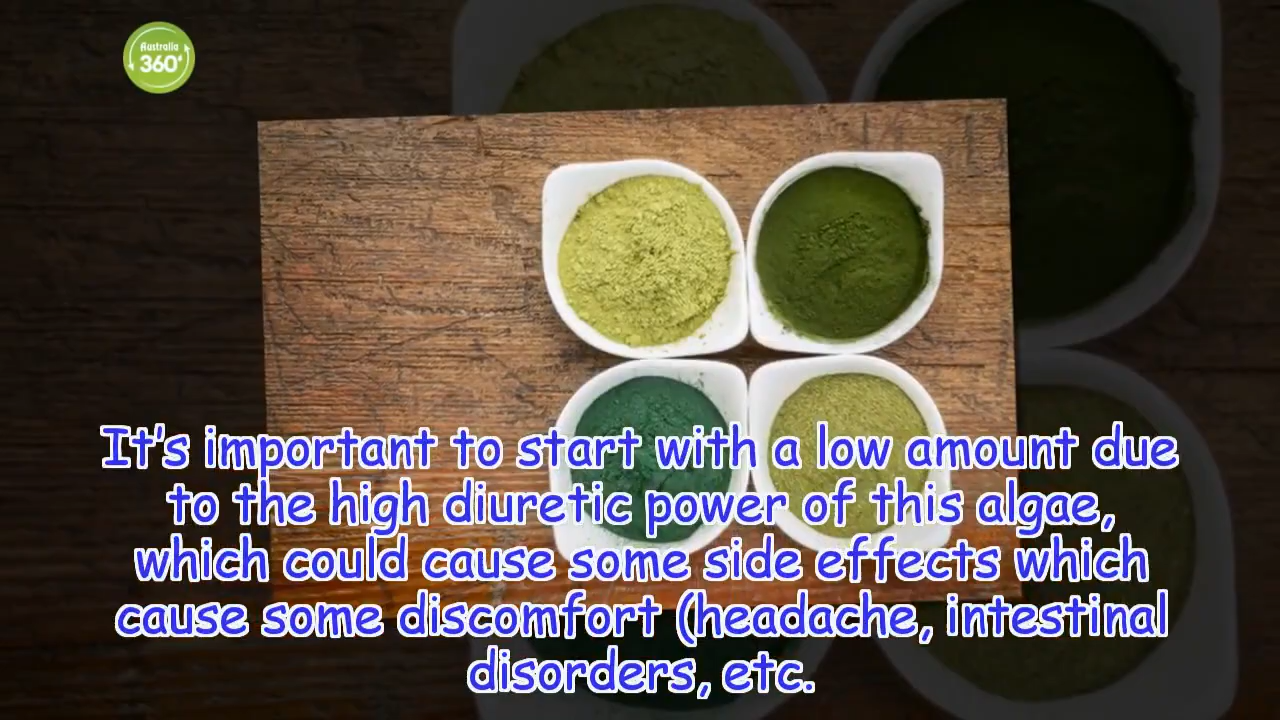 Australia
360°
It's important to start with a low amount due
to the high diuretic power of this algae,
which could cause some side effects which
cause some discomfort (headache, intestinal
disorders, etc.